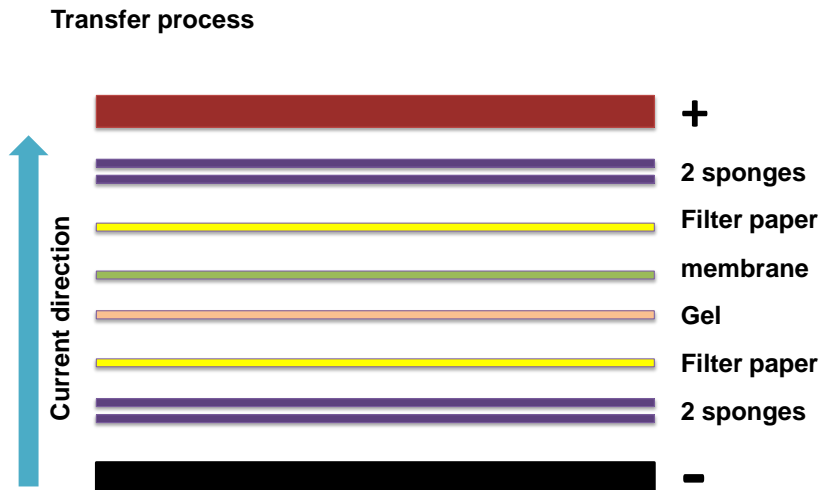 Transfer process
+
2 sponges
Filter paper
membrane
Gel
Filter paper
2 sponges
-
Current direction